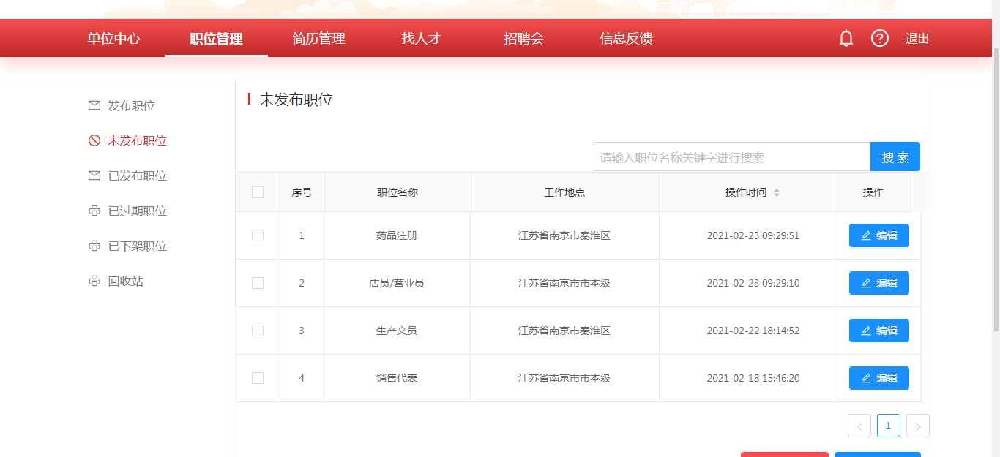 单位中心 职位管理 简历管理 找人才 招聘会 信息反馈 退出
发布职位
未发布职位
已发布职位
已过期职位
已下架职位
回收站
未发布职位
请输入职位名称关键字进行搜索 搜 索
序号 职位名称 工作地点 操作时间 操作
1 药品注册 江苏省南京市秦淮区 2021-02-23 09:29:51 编辑
2 店员/营业员 江苏省南京市市本级 2021-02-23 09:29:10 编辑
3 生产文员 江苏省南京市秦淮区 2021-02-22 18:14:52 编辑
4 销售代表 江苏省南京市市本级 2021-02-18 15:46:20 编辑
< 1 >